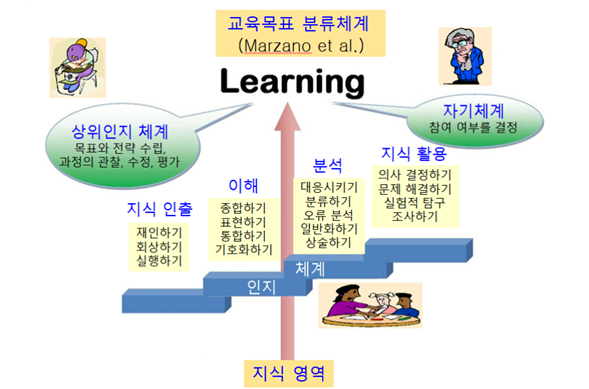 교육목표 분류체계
(Marzano et al.)
Learning
상위인지 체계
목표와 전략 수립,
과정의 관찰, 수정, 평가
자기체계
참여 여부를 결정
지식 인출
재인하기
회상하기
실행하기
이해
종합하기
표현하기
통합하기
기호화하기
분석
대응시키기
분류하기
오류 분석
일반화하기
상술하기
지식 활용
의사 결정하기
문제 해결하기
실험적 탐구
조사하기
인지
체계
지식 영역